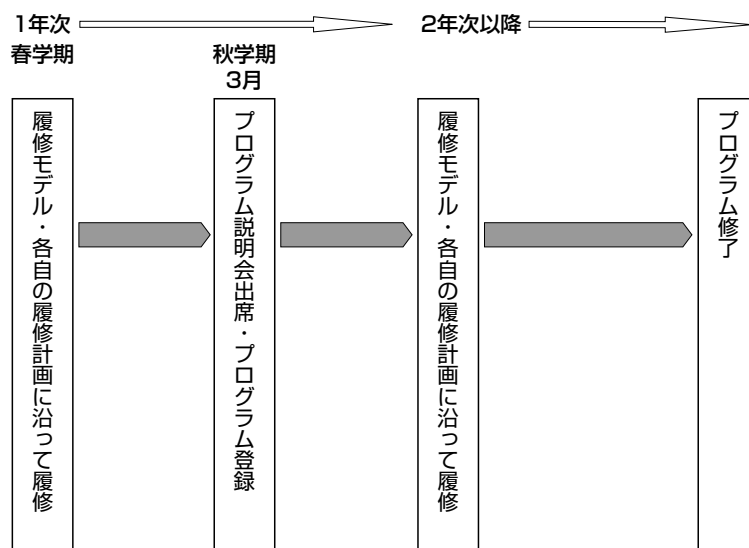 1年次
2年次以降
春学期
秋学期
3月
履修モデル・各自の履修計画に沿って履修
プログラム説明会出席・プログラム登録
履修モデル・各自の履修計画に沿って履修
プログラム修了